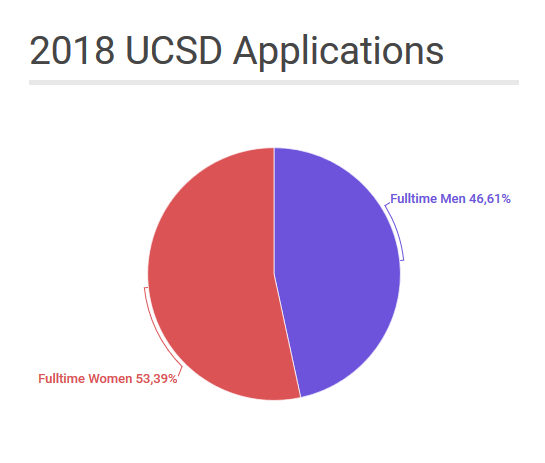 2018 UCSD Applications
Fulltime Men 46,61%
Fulltime Women 53,39%